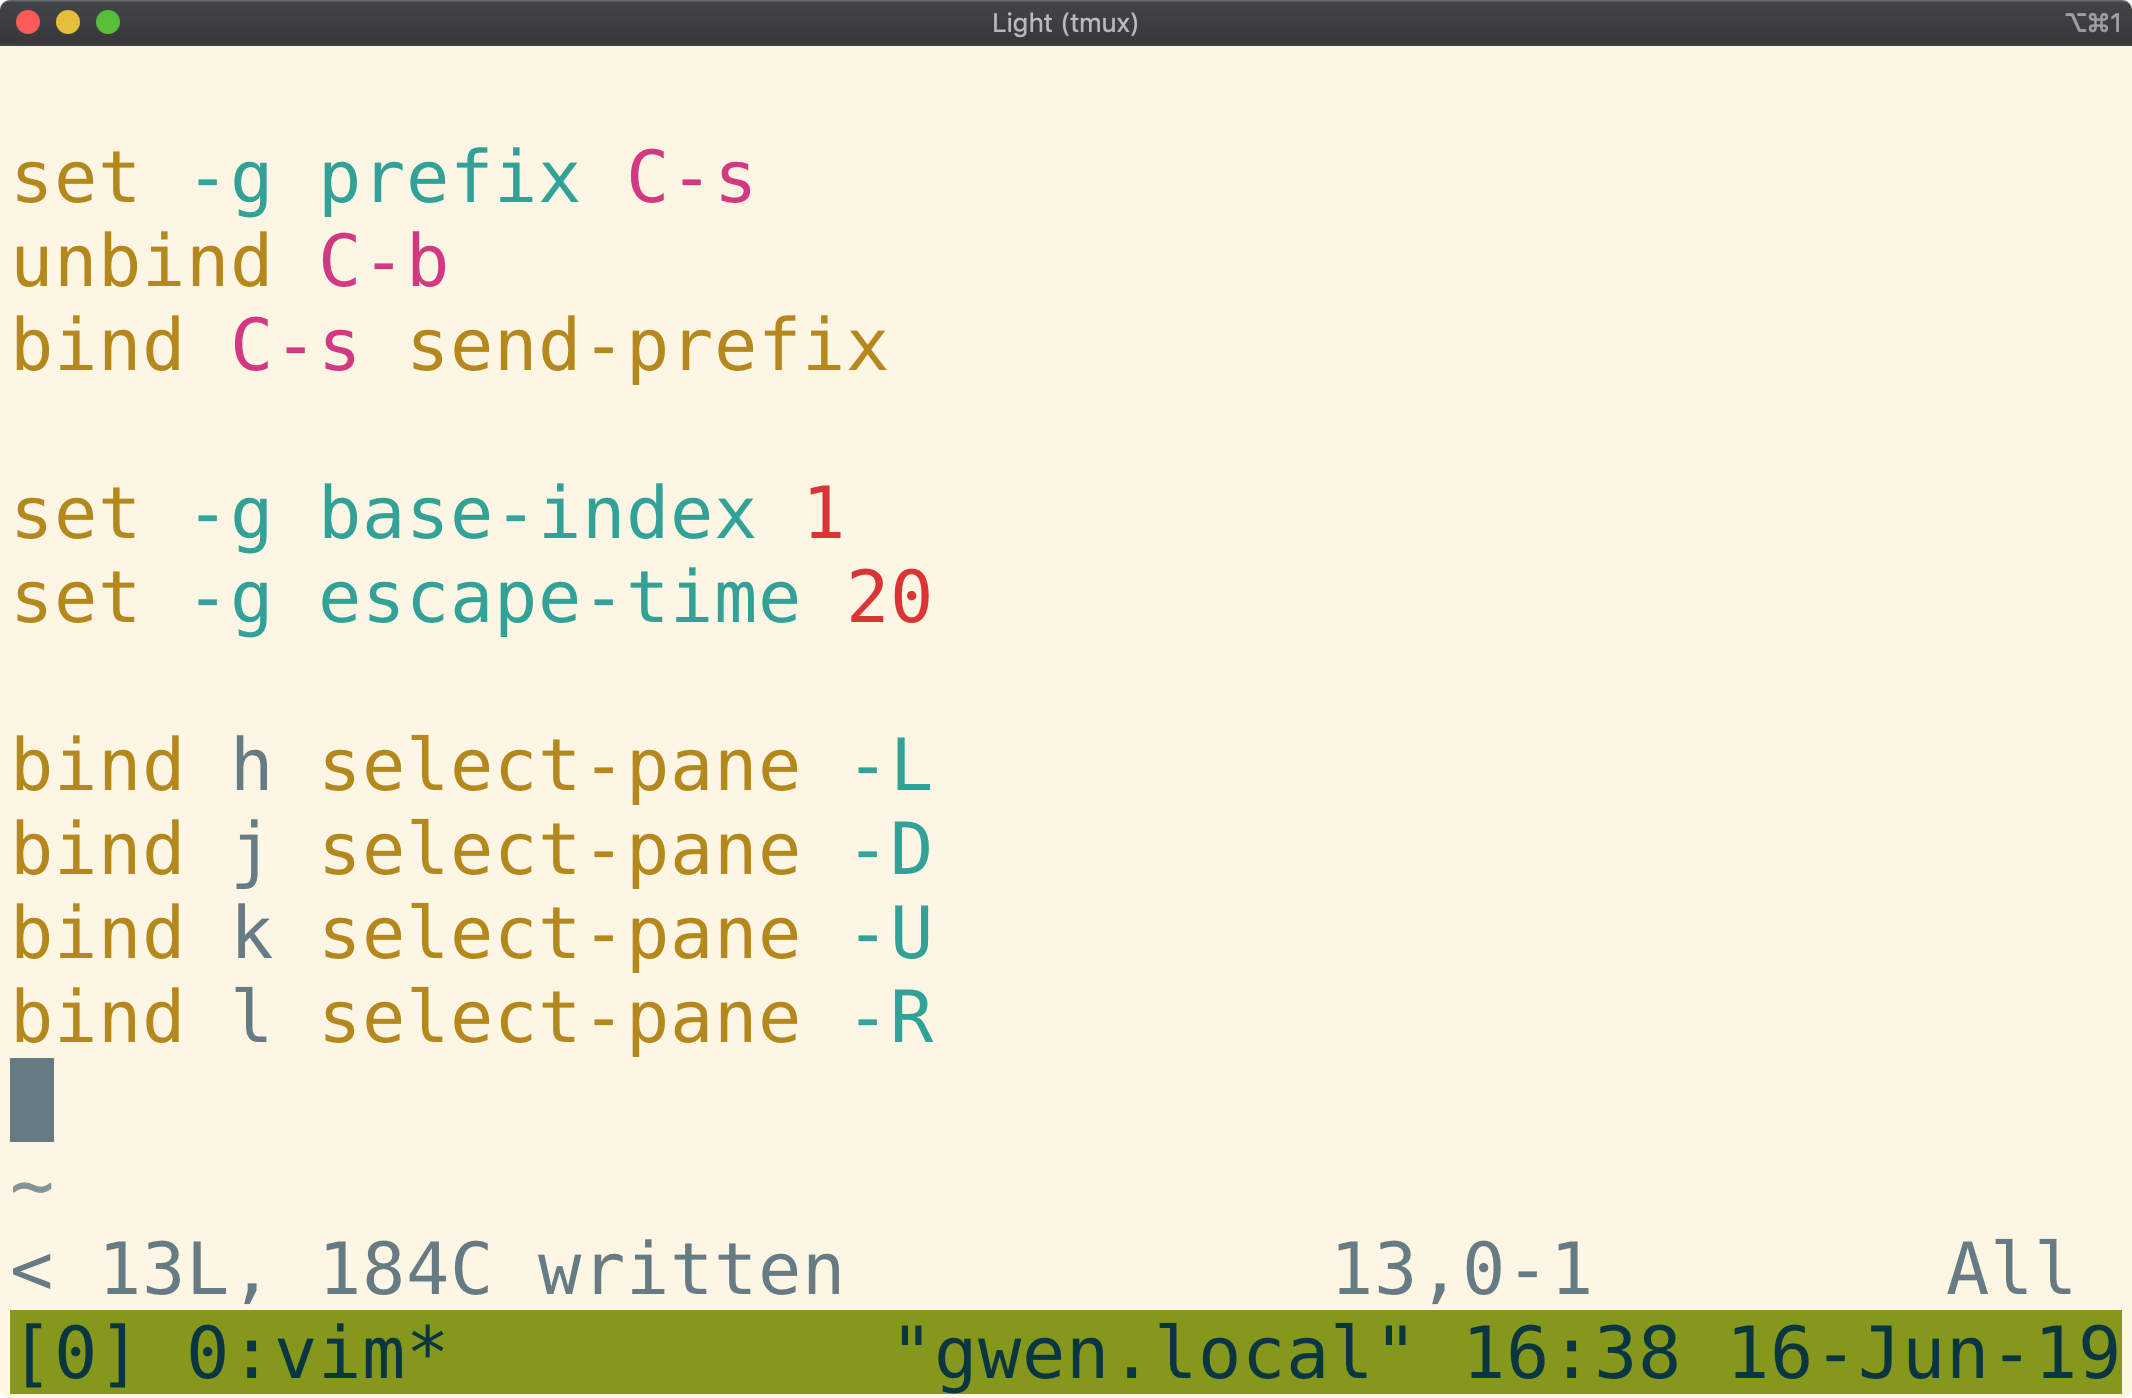 Light (tmux) ⌥⌘1
set -g prefix C-s
unbind C-b
bind C-s send-prefix
set -g base-index 1
set -g escape-time 20
bind h select-pane -L
bind j select-pane -D
bind k select-pane -U
bind l select-pane -R
~
< 13L, 184C written 13,0-1 All
[0] 0:vim* "gwen.local" 16:38 16-Jun-19